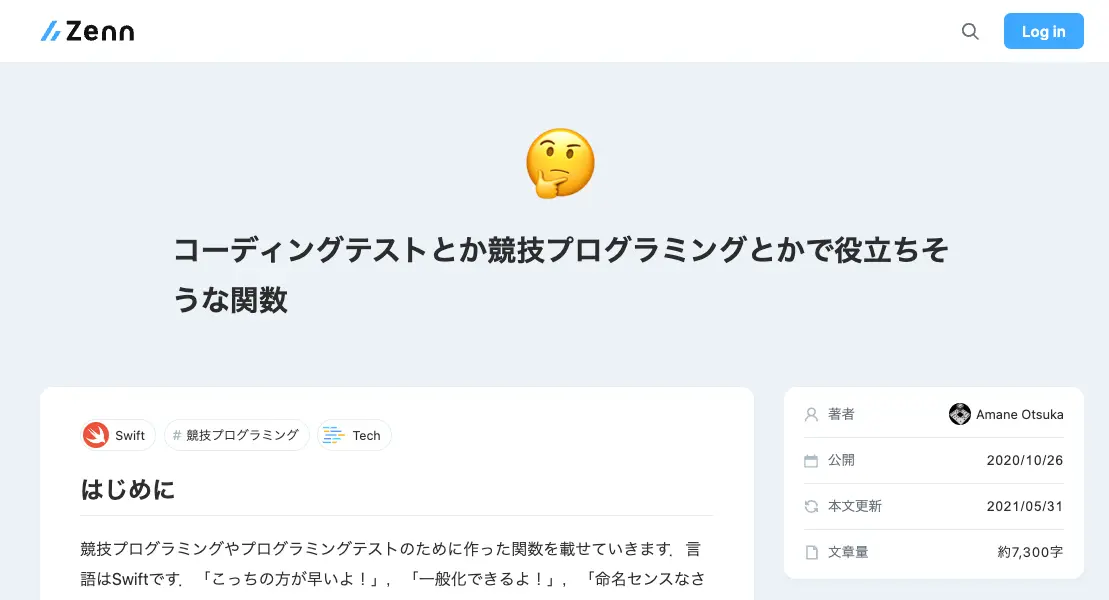 Zenn
Log in
コーディングテストとか競技プログラミングとかで役立ちそ
うな関数
Swift
# 競技プログラミング
Tech
はじめに
競技プログラミングやプログラミングテストのために作った関数を載せていきます．言
語はSwiftです．「こっちの方が早いよ！」，「一般化できるよ！」，「命名センスなさ
著者
Amane Otsuka
公開
2020/10/26
本文更新
2021/05/31
文章量
約7,300字